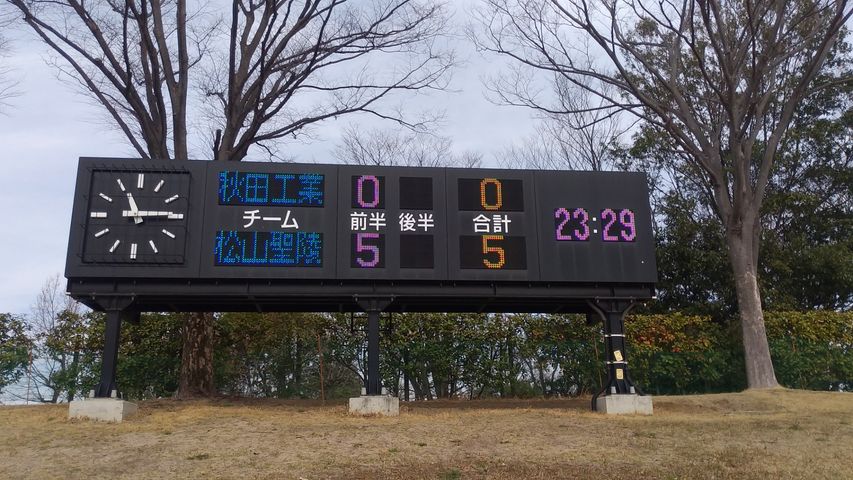 秋田工業 0 0
チーム 前半 後半 合計 23:29
松山聖陵 5 5